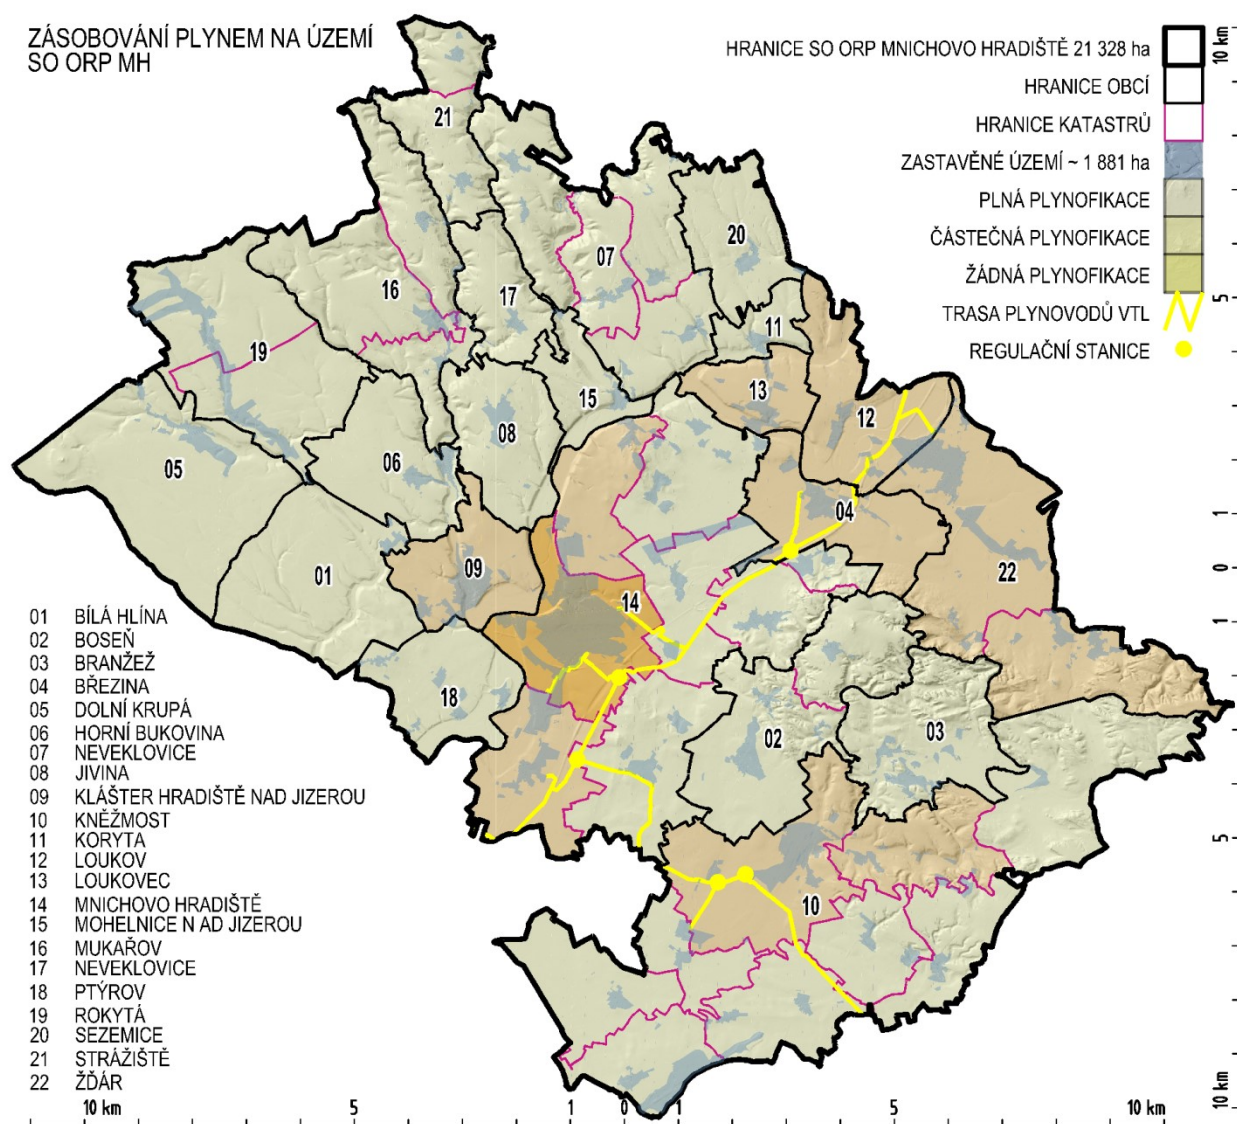 ZÁSOBOVÁNÍ PLYNEM NA ÚZEMÍ
SO ORP MH
HRANICE SO ORP MNICHOVO HRADIŠTĚ 21 328 ha
HRANICE OBCÍ
HRANICE KATASTRŮ
ZASTAVĚNÉ ÚZEMÍ ~ 1 881 ha
PLNÁ PLYNOFIKACE
ČÁSTEČNÁ PLYNOFIKACE
ŽÁDNÁ PLYNOFIKACE
TRASA PLYNOVODŮ VTL
REGULAČNÍ STANICE
10 km
5
1
0
1
5
10 km
21
20
07
16
17
11
19
13
15
12
08
05
06
04
09
01
22
14
18
02
03
10
01 BÍLÁ HLÍNA
02 BOSEŇ
03 BRANŽEŽ
04 BŘEZINA
05 DOLNÍ KRUPÁ
06 HORNÍ BUKOVINA
07 NEVEKLOVICE
08 JIVINA
09 KLÁŠTER HRADIŠTĚ NAD JIZEROU
10 KNĚŽMOST
11 KORYTA
12 LOUKOV
13 LOUKOVEC
14 MNICHOVO HRADIŠTĚ
15 MOHELNICE N AD JIZEROU
16 MUKAŘOV
17 NEVEKLOVICE
18 PTÝROV
19 ROKYTÁ
20 SEZEMICE
21 STRÁŽIŠTĚ
22 ŽĎÁR
10 km 5 1 0 1 5 10 km